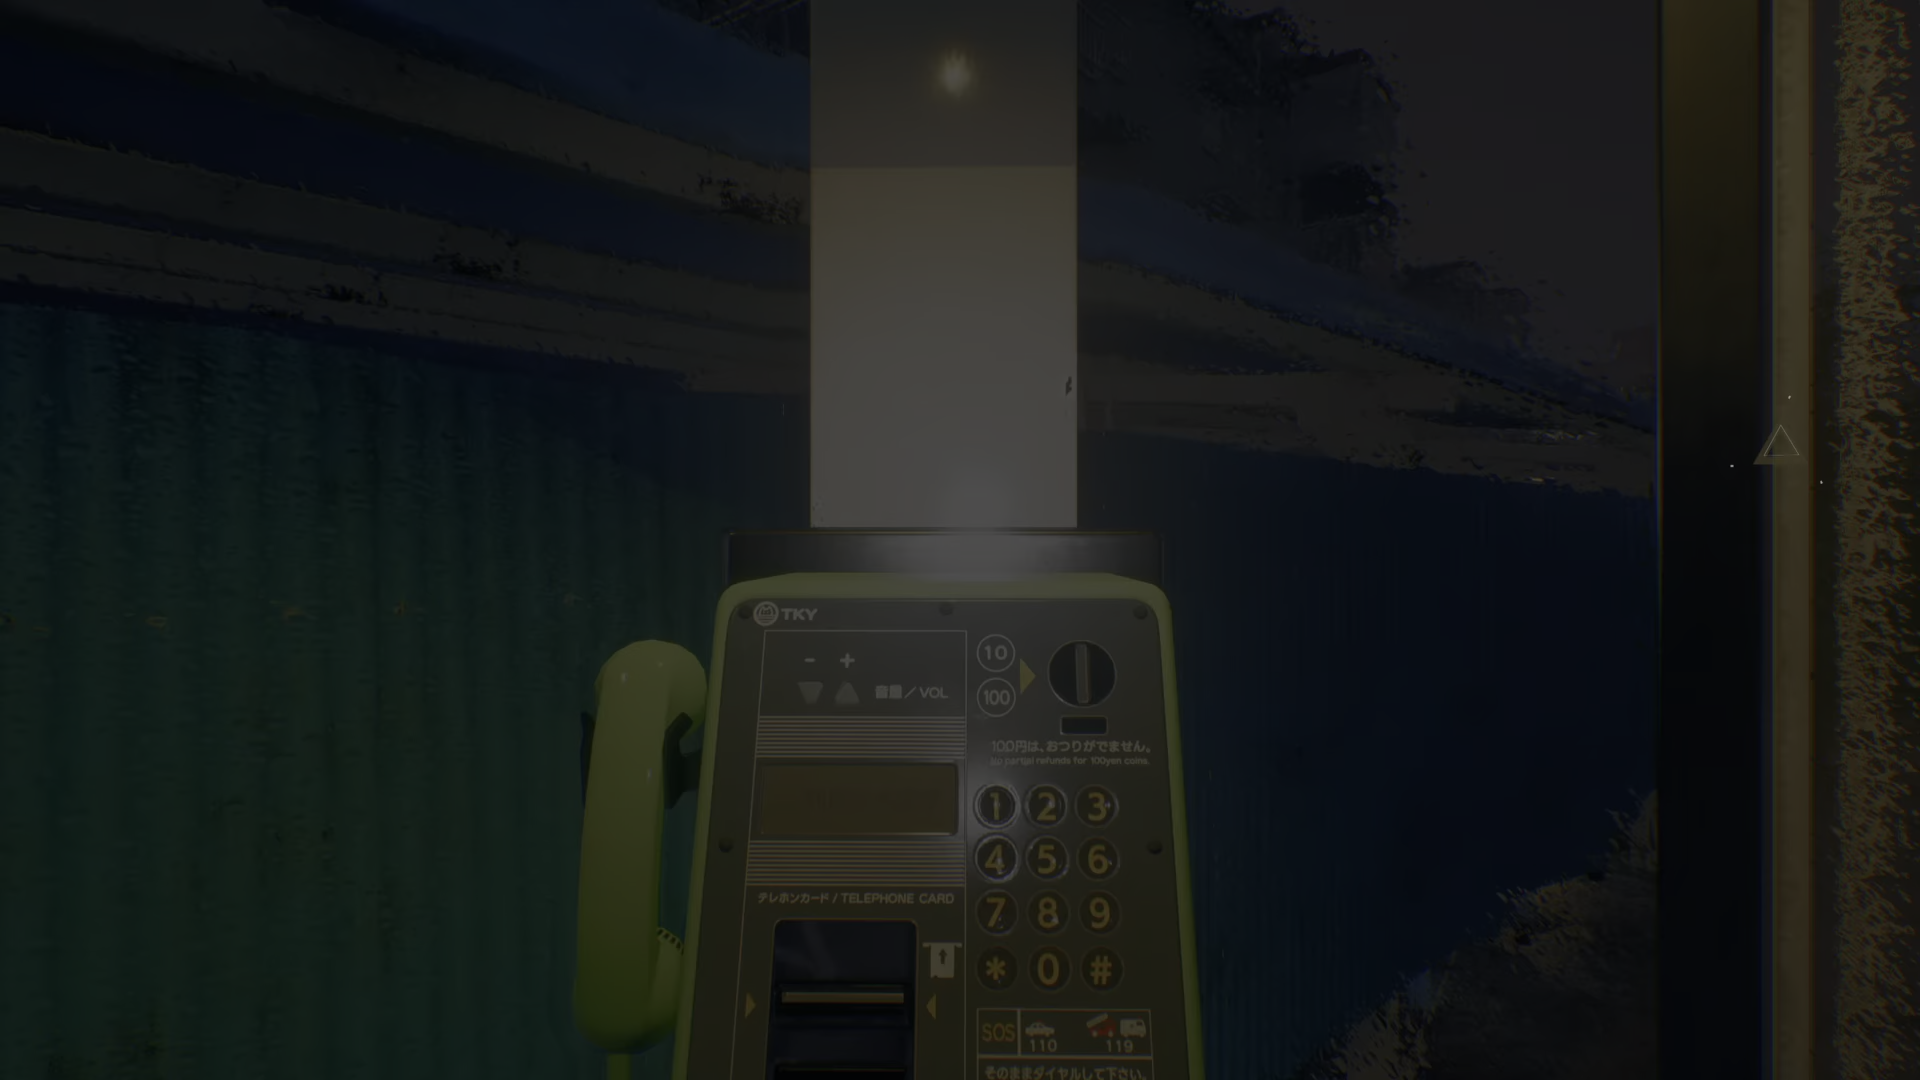 TKY
- +
音量/VOL
10
100
100円は、おつりがでません。
No partial refunds for 100yen coins.
1 2 3
4 5 6
テレホンカード / TELEPHONE CARD
7 8 9
* 0 #
SOS
110 119
そのままダイヤルして下さい。